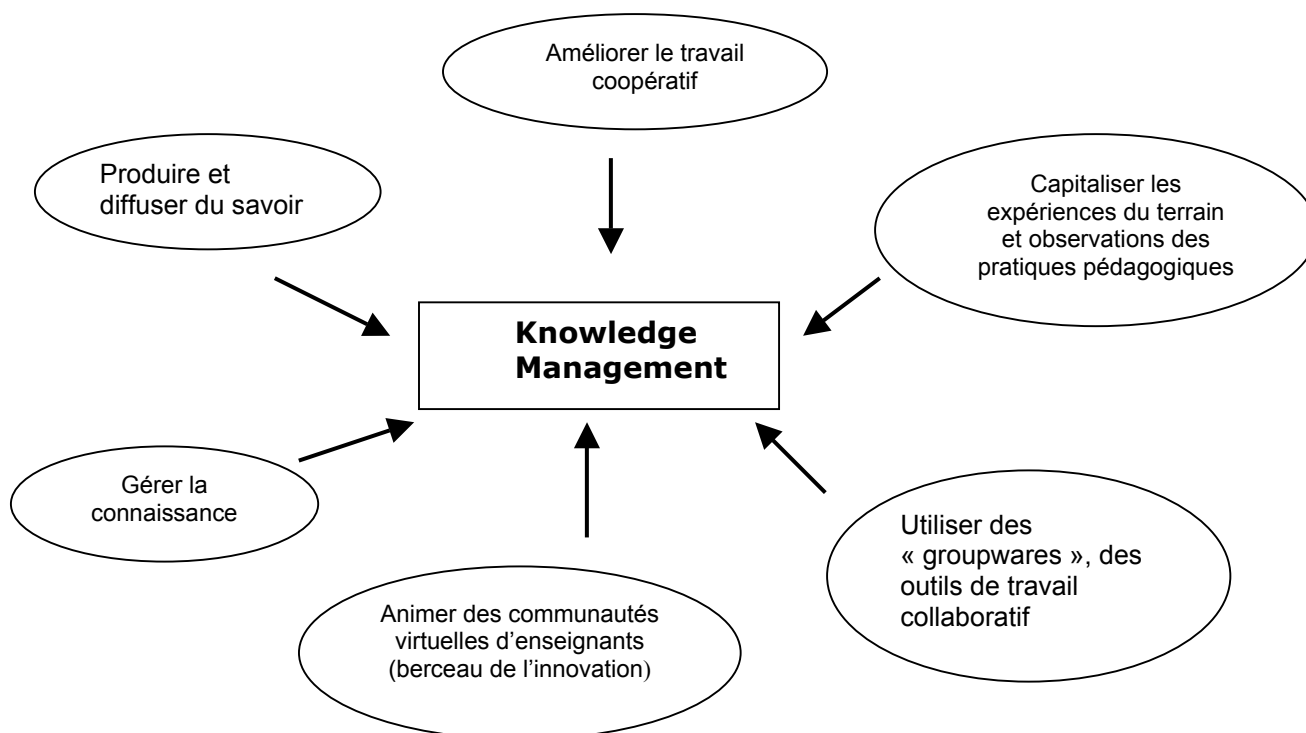 Améliorer le travail
coopératif
Produire et
diffuser du savoir
Capitaliser les
expériences du terrain
et observations des
pratiques pédagogiques
Knowledge
Management
Gérer la
connaissance
Utiliser des
« groupwares », des
outils de travail
collaboratif
Animer des communautés
virtuelles d’enseignants
(berceau de l’innovation)